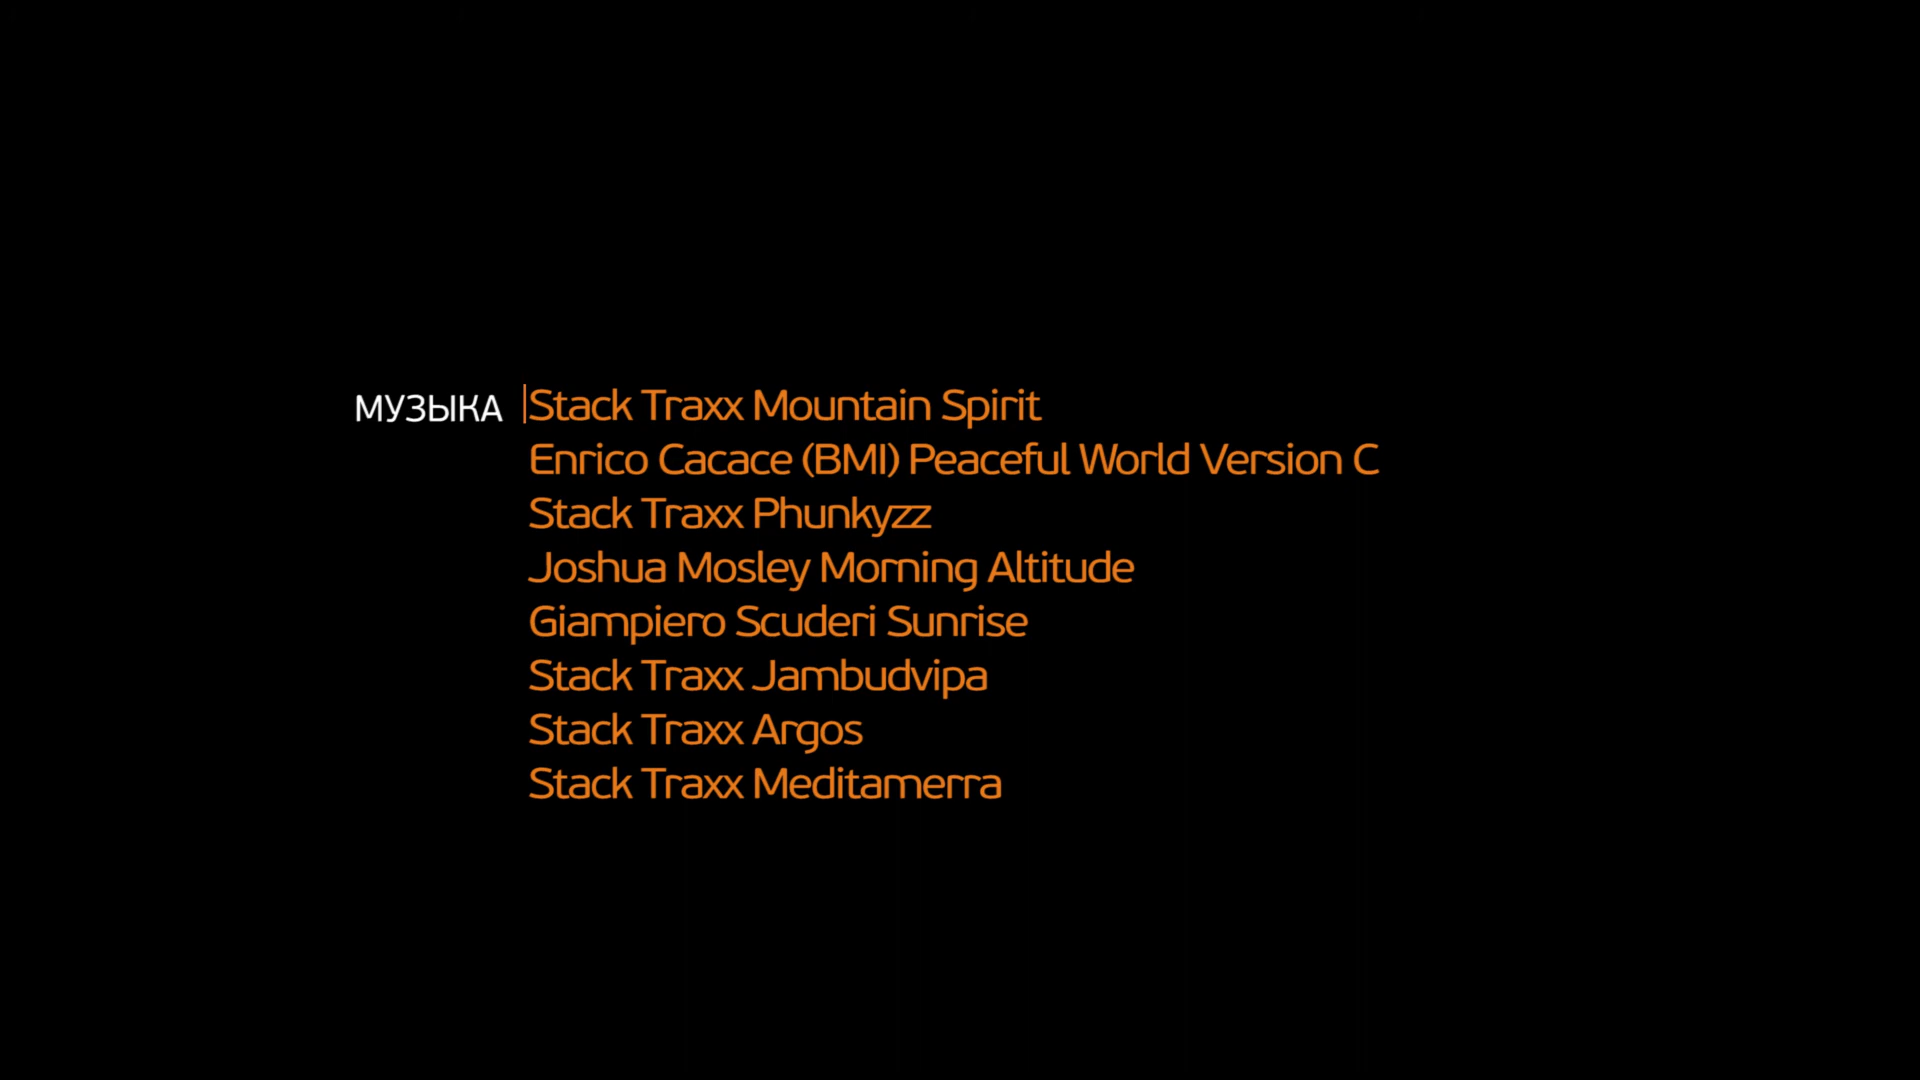 МУЗЫКА Stack Traxx Mountain Spirit
Enrico Cacace (BMI) Peaceful World Version C
Stack Traxx Phunkyzz
Joshua Mosley Morning Altitude
Giampiero Scuderi Sunrise
Stack Traxx Jambudvipa
Stack Traxx Argos
Stack Traxx Meditamerra